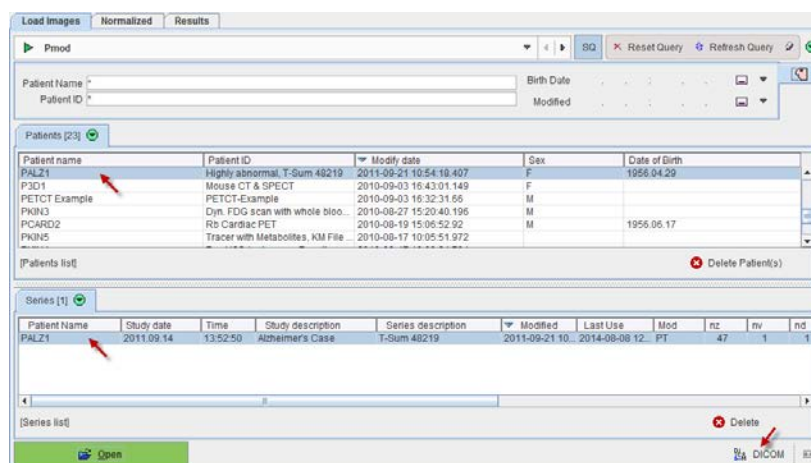 Load Images Normalized Results
Pmod SQ Reset Query Refresh Query
Patient Name * Birth Date
Patient ID * Modified
Patients [23]
Patient name Patient ID Modify date Sex Date of Birth
PALZ1 Highly abnormal, T-Sum 48219 2011-09-21 10:54:18.407 F 1956.04.29
P3D1 Mouse CT & SPECT 2010-09-03 16:43:01.149 F
PETCT Example PETCT-Example 2010-09-03 16:32:31.66 M
PKIN3 Dyn. FDG scan with whole bloo... 2010-08-27 15:20:40.196 M
PCARD2 Rb Cardiac PET 2010-08-19 15:06:52.92 M 1956.06.17
PKIN5 Tracer with Metabolites, KM File ... 2010-08-17 10:05:51.972
[Patients list] Delete Patient(s)
Series [1]
Patient Name Study date Time Study description Series description Modified Last Use Mod nz nv nd
PALZ1 2011.09.14 13:52:50 Alzheimer's Case T-Sum 48219 2011-09-21 10... 2014-08-08 12... PT 47 1 1
[Series list] Delete
Open DICOM